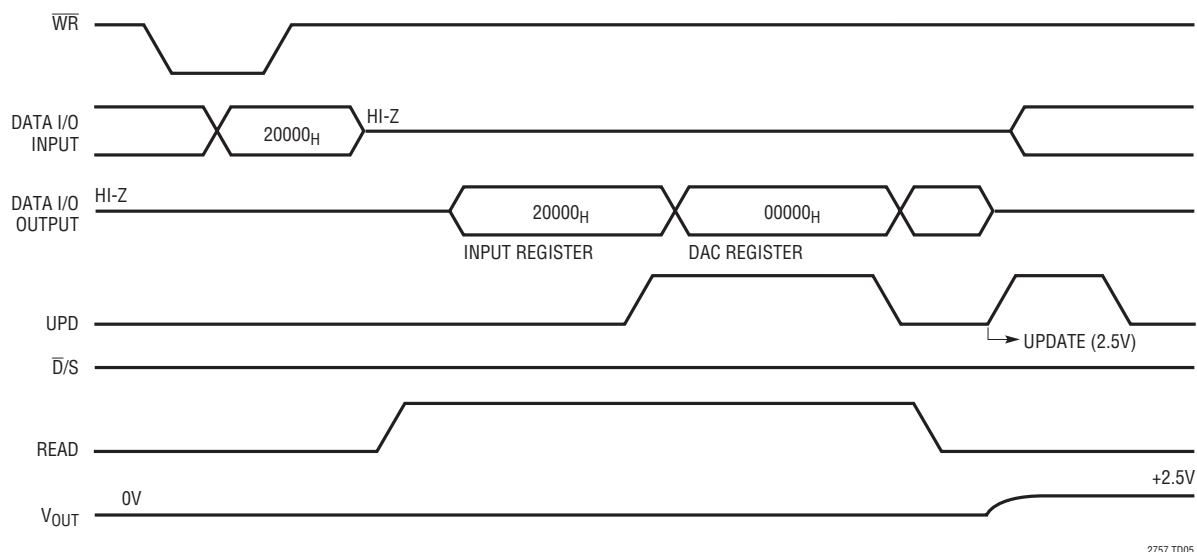 W̅R̅
DATA I/O
INPUT
20000H
HI-Z
DATA I/O
OUTPUT
HI-Z
20000H
00000H
INPUT REGISTER
DAC REGISTER
UPD
UPDATE (2.5V)
D̅/S
READ
+2.5V
0V
VOUT
2757 TD05